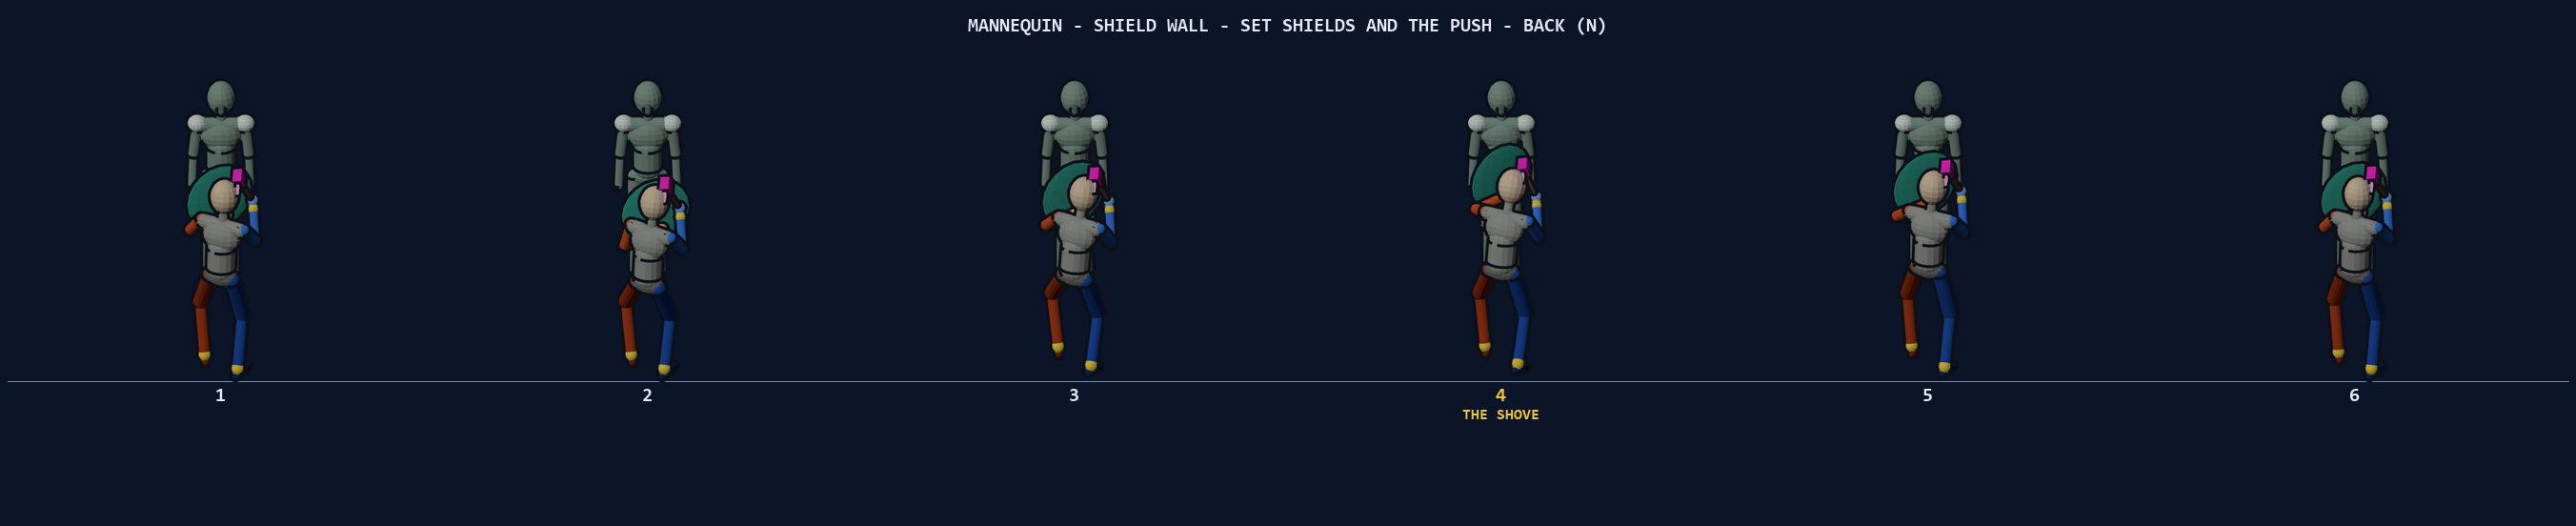 MANNEQUIN - SHIELD WALL - SET SHIELDS AND THE PUSH - BACK (N)
1 2 3 4 5 6
THE SHOVE